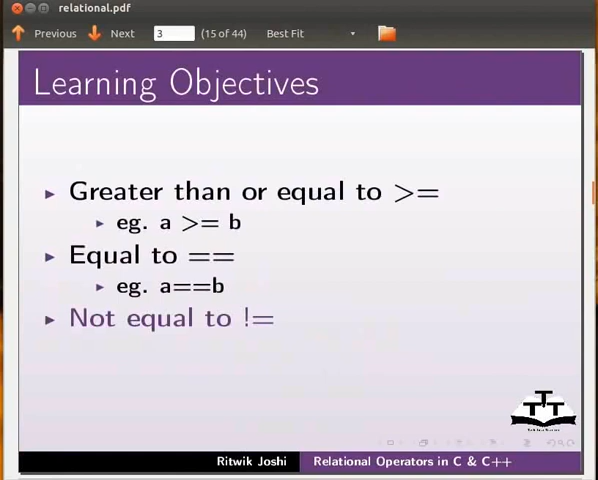 relational.pdf
Previous Next 3 (15 of 44) Best Fit
Learning Objectives
Greater than or equal to >=
eg. a >= b
Equal to ==
eg. a==b
Not equal to !=
Ritwik Joshi Relational Operators in C & C++